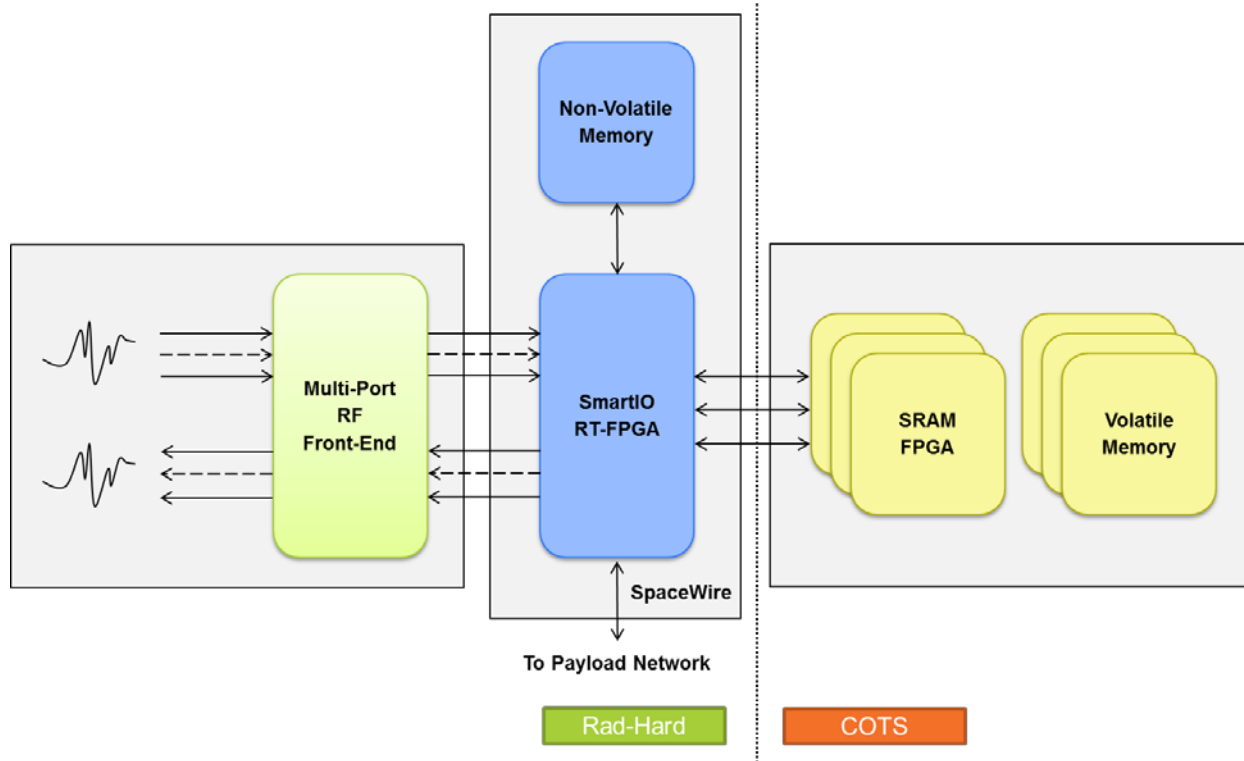 Non-Volatile
Memory
Multi-Port
RF
Front-End
SmartIO
RT-FPGA
SRAM
FPGA
Volatile
Memory
SpaceWire
To Payload Network
Rad-Hard
COTS